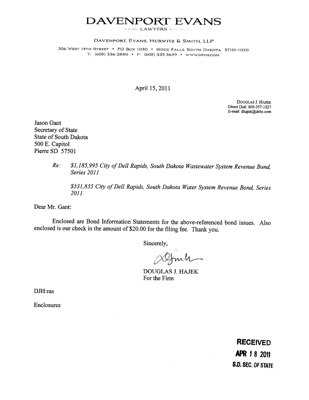 DAVENPORT EVANS
LAWYERS
DAVENPORT, EVANS, HURWITZ & SMITH, LLP
206 WEST 14TH STREET • PO BOX 1030 • SIOUX FALLS, SOUTH DAKOTA 57101-1030
T: (605) 336-2880 • F: (605) 335-3639 • WWW.DEHS.COM
April 15, 2011
DOUGLAS J. HAJEK
Direct Dial: 605-357-1227
E-mail: dhajek@dehs.com
Jason Gant
Secretary of State
State of South Dakota
500 E. Capitol
Pierre SD 57501
Re: $1,185,995 City of Dell Rapids, South Dakota Wastewater System Revenue Bond,
Series 2011
$531,835 City of Dell Rapids, South Dakota Water System Revenue Bond, Series
2011
Dear Mr. Gant:
Enclosed are Bond Information Statements for the above-referenced bond issues. Also
enclosed is our check in the amount of $20.00 for the filing fee. Thank you.
Sincerely,
DOUGLAS J. HAJEK
For the Firm
DJH:ras
Enclosures
RECEIVED
APR 18 2011
S.D. SEC. OF STATE